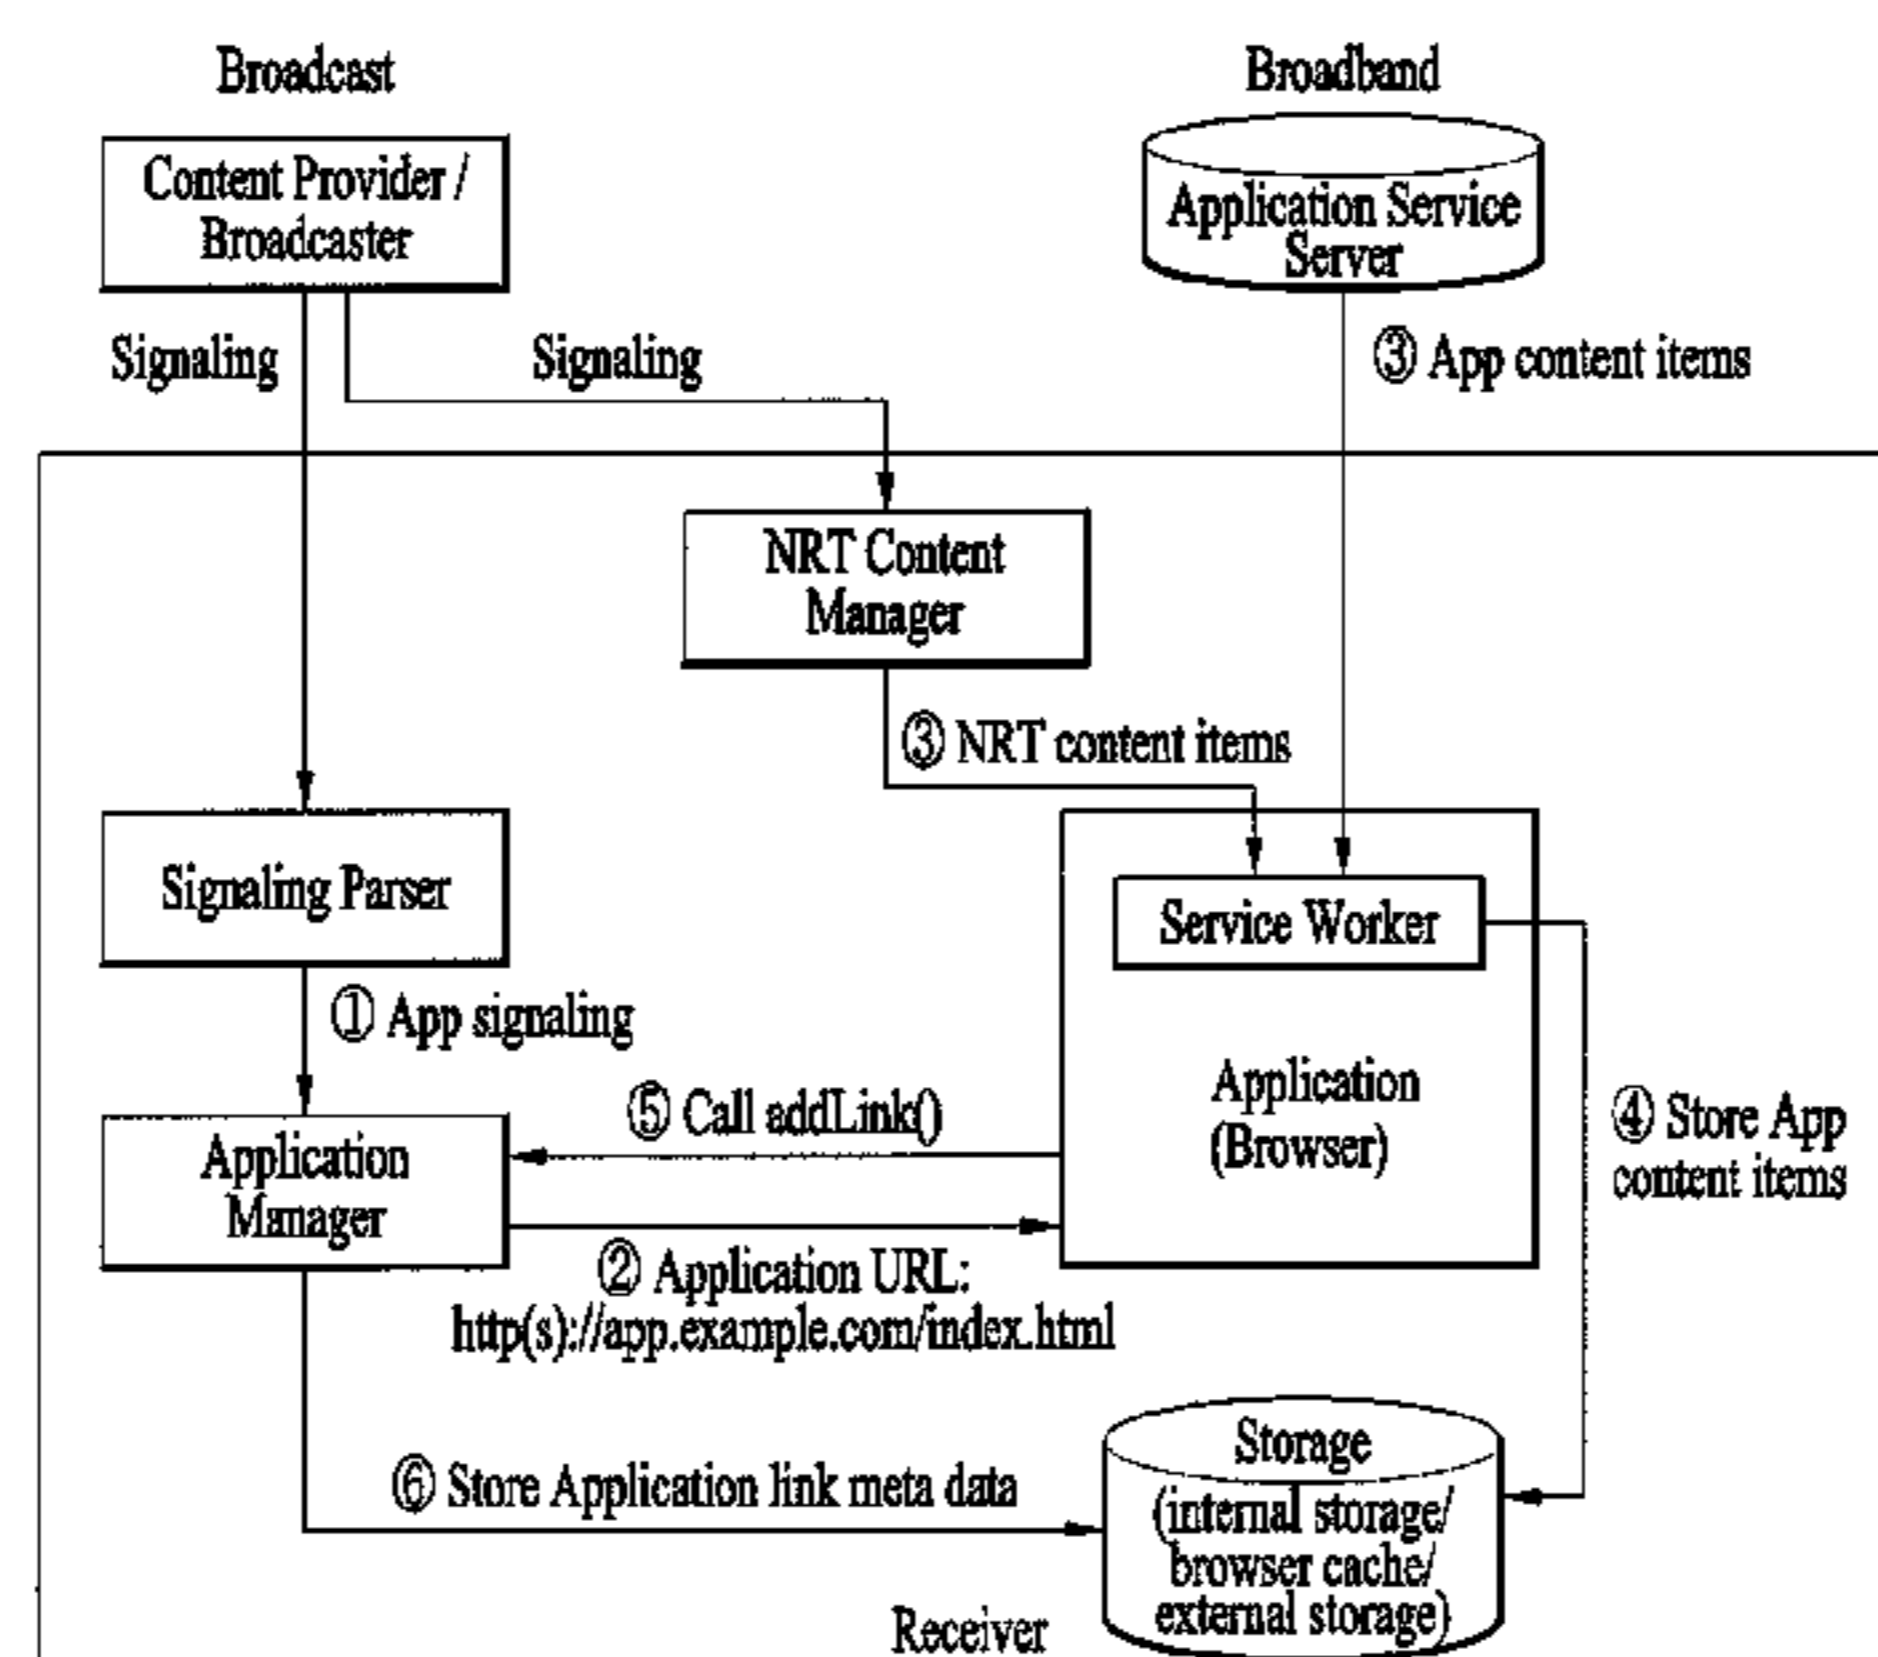 Broadcast
Broadband
Content Provider /
Broadcaster
Application Service
Server
Signaling
Signaling
③ App content items
NRT Content
Manager
③ NRT content items
Signaling Parser
Service Worker
① App signaling
Application
(Browser)
④ Store App
content items
⑤ Call addLink()
Application
Manager
② Application URL:
http(s)://app.example.com/index.html
⑥ Store Application link meta data
Storage
(internal storage/
browser cache/
external storage)
Receiver